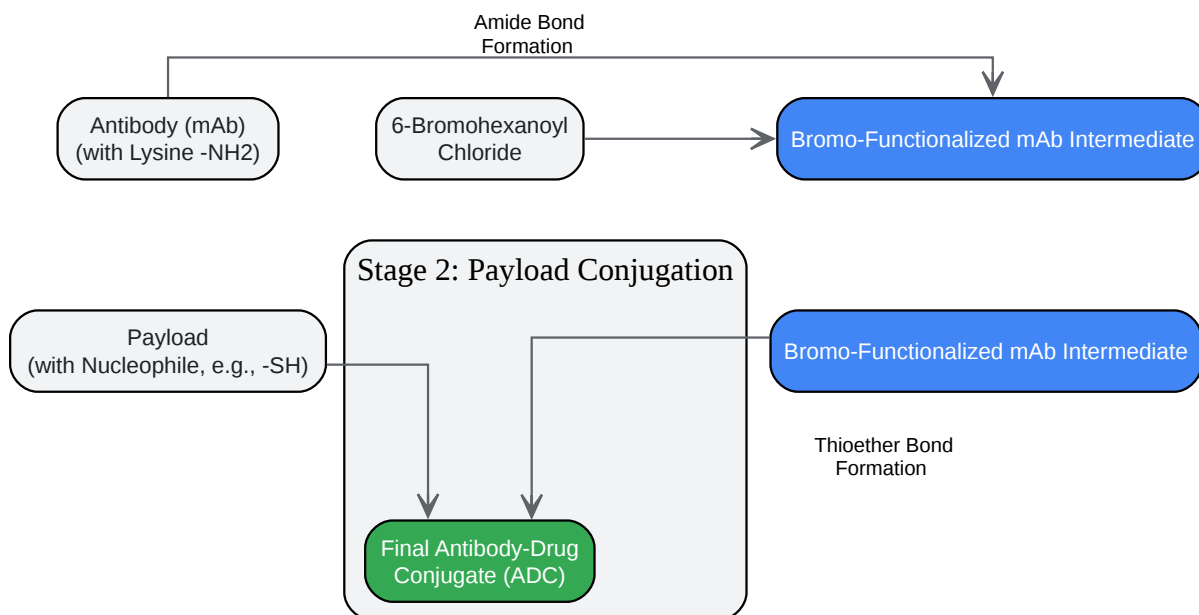 Amide Bond
Formation
Antibody (mAb)
(with Lysine -NH2)
6-Bromohexanoyl
Chloride
Bromo-Functionalized mAb Intermediate
Stage 2: Payload Conjugation
Payload
(with Nucleophile, e.g., -SH)
Bromo-Functionalized mAb Intermediate
Thioether Bond
Formation
Final Antibody-Drug
Conjugate (ADC)